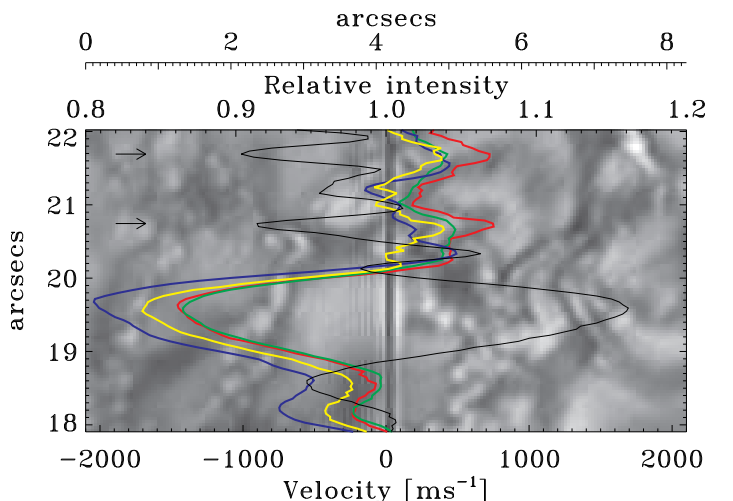 arcsecs
0 2 4 6 8
Relative intensity
0.8 0.9 1.0 1.1 1.2
22
21
20
19
18
arcsecs
−2000 −1000 0 1000 2000
Velocity [ms⁻¹]